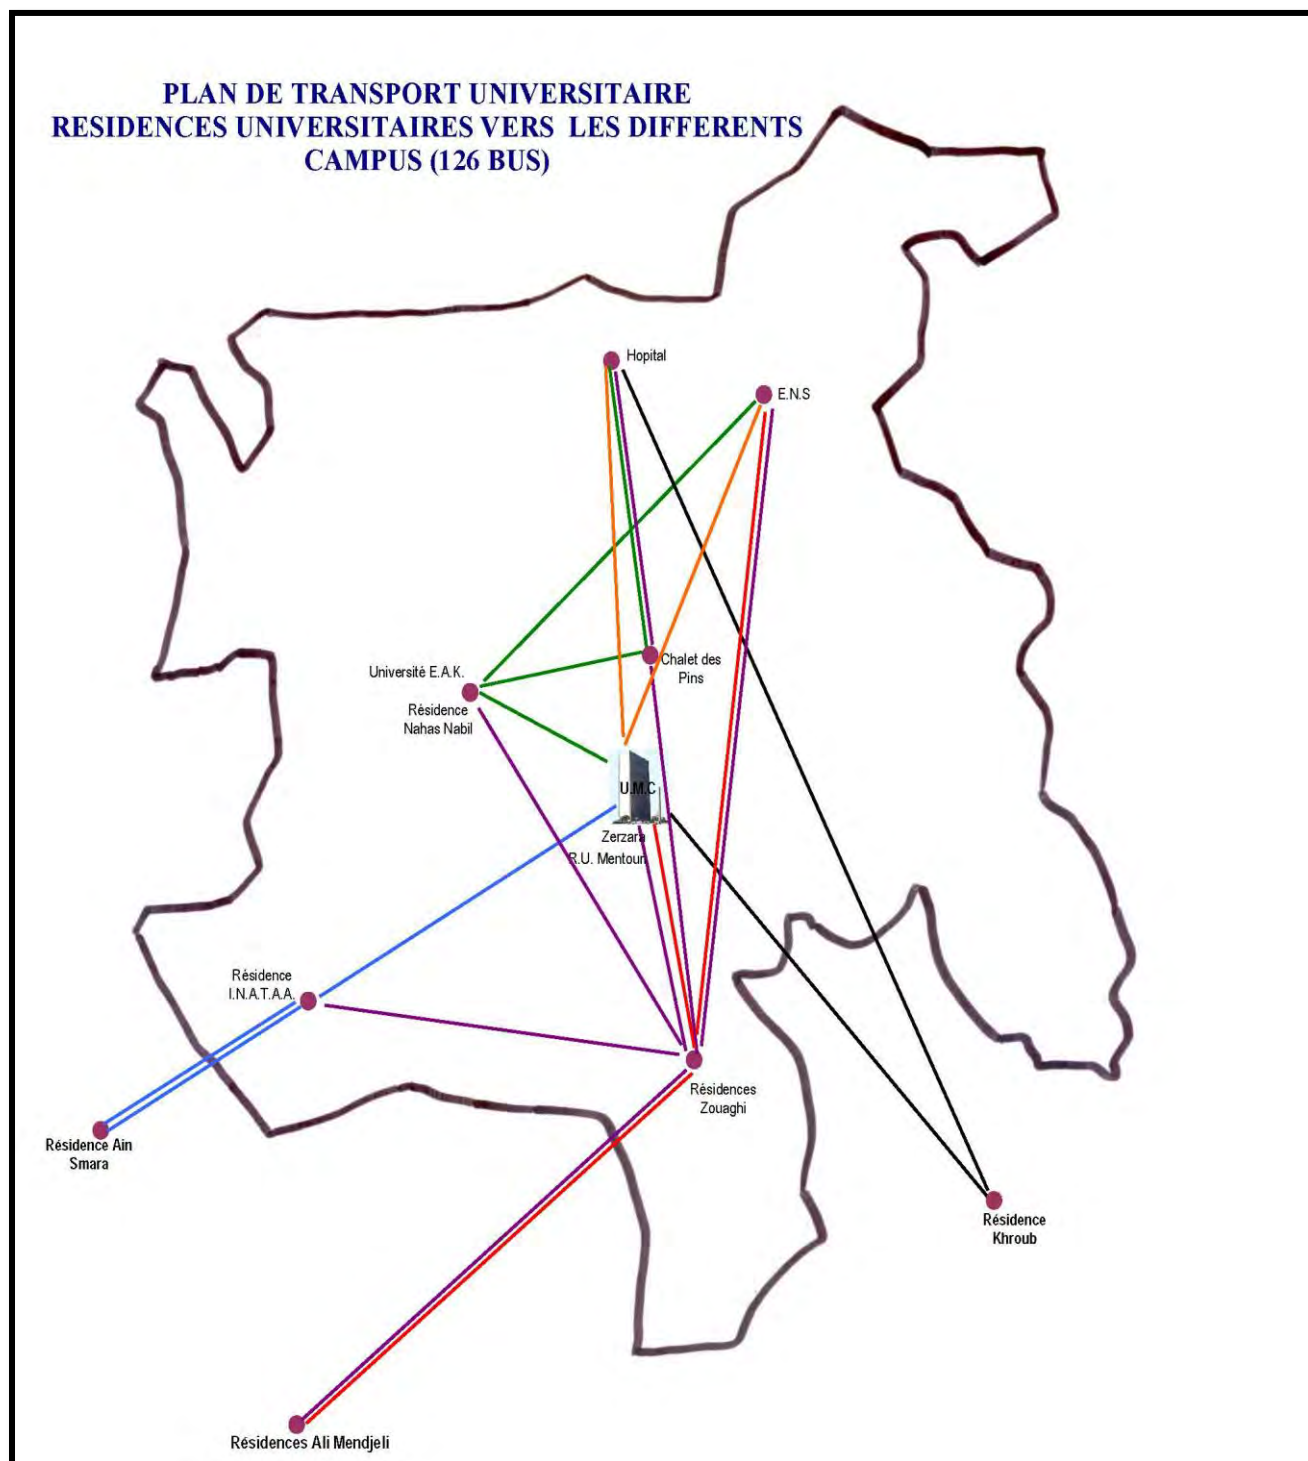 PLAN DE TRANSPORT UNIVERSITAIRE
RESIDENCES UNIVERSITAIRES VERS LES DIFFERENTS
CAMPUS (126 BUS)
Hopital
E.N.S
Chalet des
Pins
Université E.A.K.
Résidence
Nahas Nabil
U.M.C
Zerzara
R.U. Mentouri
Résidence
I.N.A.T.A.A.
Résidences
Zouaghi
Résidence Ain
Smara
Résidence
Khroub
Résidences Ali Mendjeli